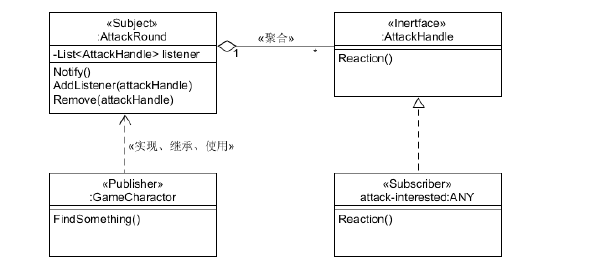 «Subject»
:AttackRound
-List<AttackHandle> listener
Notify()
AddListener(attackHandle)
Remove(attackHandle)
«聚合»
1
*
«Inertface»
:AttackHandle
Reaction()
«实现、继承、使用»
«Publisher»
:GameCharactor
FindSomething()
«Subscriber»
attack-interested:ANY
Reaction()